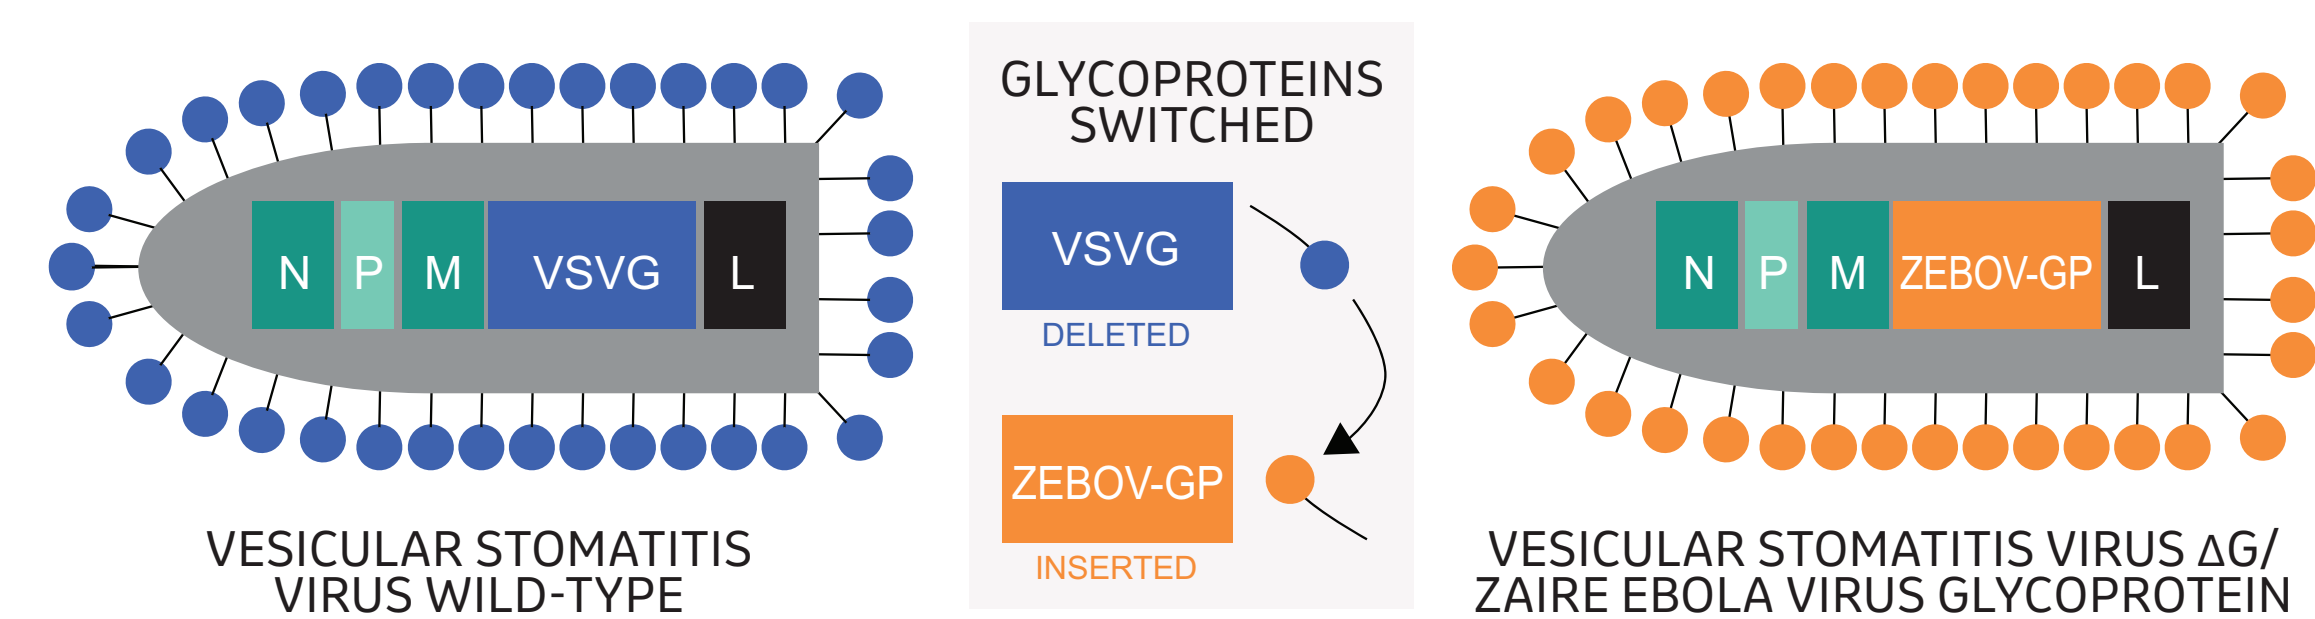 N P M VSVG L
VESICULAR STOMATITIS
VIRUS WILD-TYPE
GLYCOPROTEINS
SWITCHED
VSVG
DELETED
ZEBOV-GP
INSERTED
N P M ZEBOV-GP L
VESICULAR STOMATITIS VIRUS ΔG/
ZAIRE EBOLA VIRUS GLYCOPROTEIN